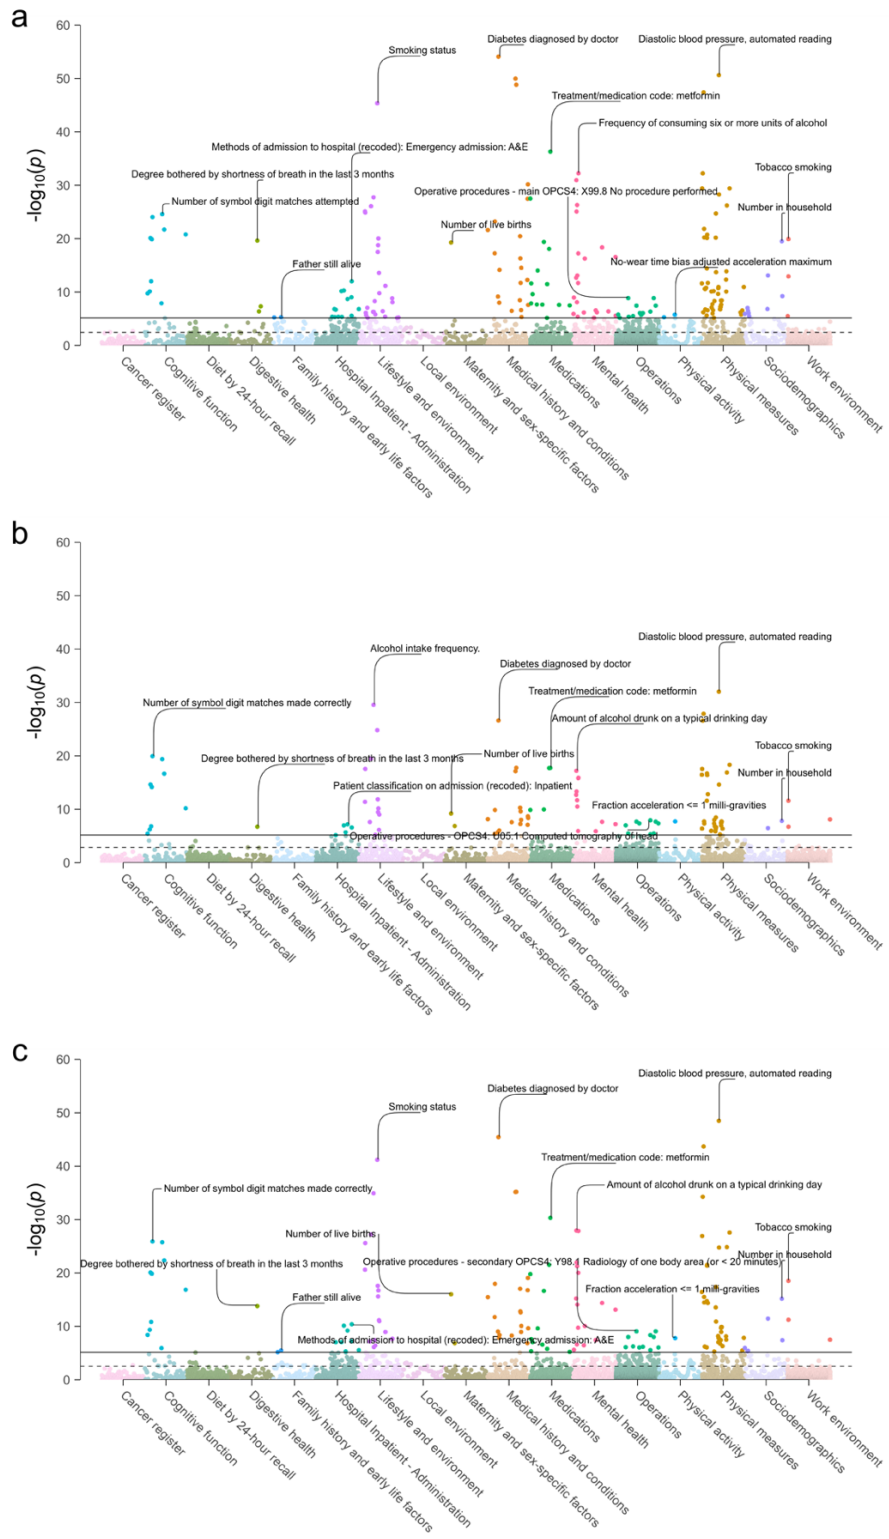 a
60
Diabetes diagnosed by doctor
Diastolic blood pressure, automated reading
Smoking status
50
Treatment/medication code: metformin
40
Frequency of consuming six or more units of alcohol
Methods of admission to hospital (recoded): Emergency admission: A&E
Tobacco smoking
Degree bothered by shortness of breath in the last 3 months
30
Operative procedures - main OPCS4: X99.8 No procedure performed
Number of symbol digit matches attempted
Number in household
Number of live births
20
Father still alive
No-wear time bias adjusted acceleration maximum
10
0
-log10(p)
Cancer register
Cognitive function
Diet by 24-hour recall
Digestive health
Family history and early life factors
Hospital Inpatient - Administration
Lifestyle and environment
Local environment
Maternity and sex-specific factors
Medical history and conditions
Medications
Mental health
Operations
Physical activity
Physical measures
Sociodemographics
Work environment
b
60
50
Diastolic blood pressure, automated reading
40
Alcohol intake frequency.
Diabetes diagnosed by doctor
Treatment/medication code: metformin
30
Number of symbol digit matches made correctly
Amount of alcohol drunk on a typical drinking day
Tobacco smoking
20
Degree bothered by shortness of breath in the last 3 months
Number of live births
Number in household
Patient classification on admission (recoded): Inpatient
Fraction acceleration <= 1 milli-gravities
10
Operative procedures - OPCS4: U05.1 Computed tomography of head
0
-log10(p)
Cancer register
Cognitive function
Diet by 24-hour recall
Digestive health
Family history and early life factors
Hospital Inpatient - Administration
Lifestyle and environment
Local environment
Maternity and sex-specific factors
Medical history and conditions
Medications
Mental health
Operations
Physical activity
Physical measures
Sociodemographics
Work environment
c
60
Diastolic blood pressure, automated reading
Diabetes diagnosed by doctor
Smoking status
50
Treatment/medication code: metformin
40
Number of symbol digit matches made correctly
Amount of alcohol drunk on a typical drinking day
30
Tobacco smoking
Number of live births
Degree bothered by shortness of breath in the last 3 months
Operative procedures - secondary OPCS4: Y98.1 Radiology of one body area (or < 20 minutes)
Number in household
20
Father still alive
Fraction acceleration <= 1 milli-gravities
10
Methods of admission to hospital (recoded): Emergency admission: A&E
0
-log10(p)
Cancer register
Cognitive function
Diet by 24-hour recall
Digestive health
Family history and early life factors
Hospital Inpatient - Administration
Lifestyle and environment
Local environment
Maternity and sex-specific factors
Medical history and conditions
Medications
Mental health
Operations
Physical activity
Physical measures
Sociodemographics
Work environment